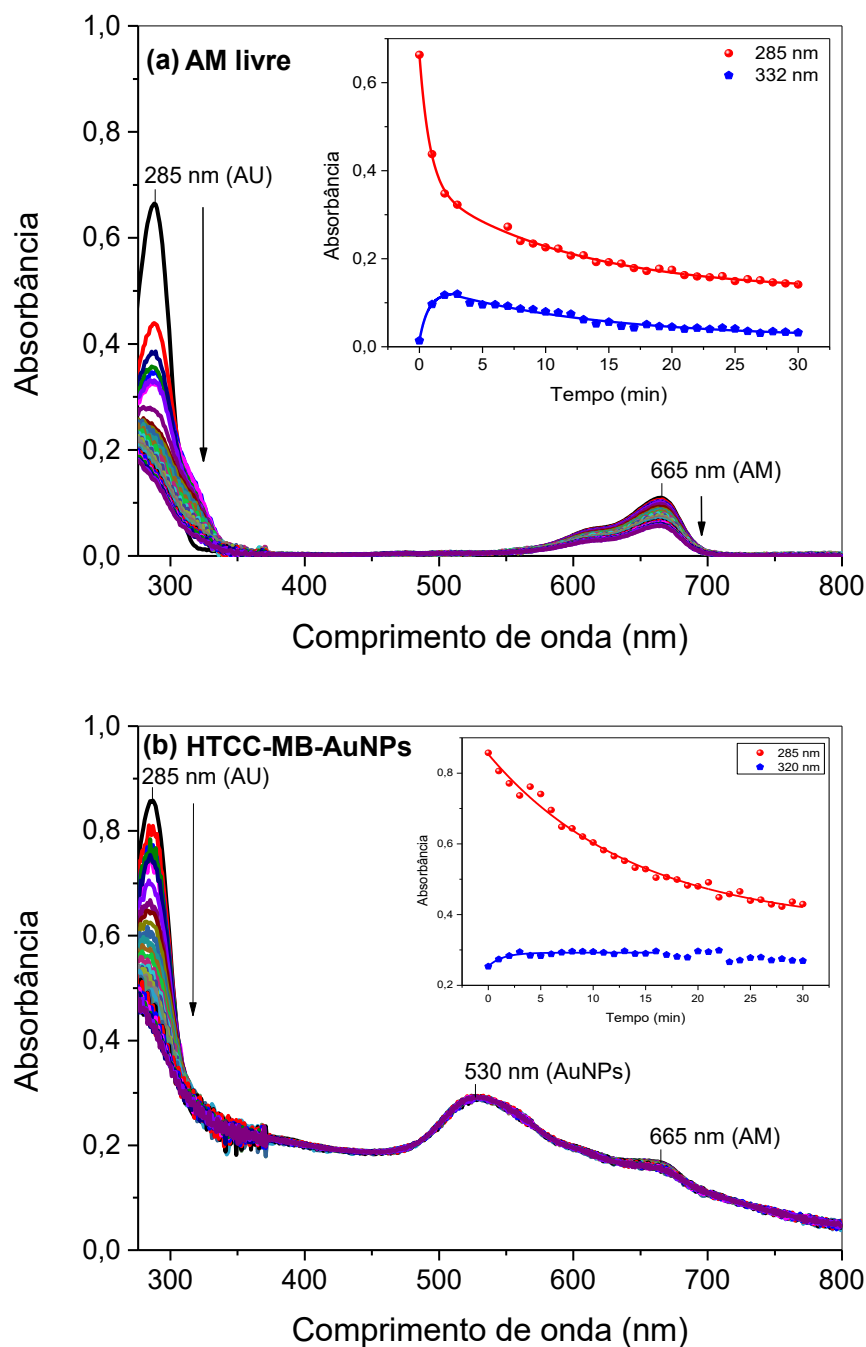 (a) AM livre
285 nm (AU)
665 nm (AM)
Absorbância
1,0
0,8
0,6
0,4
0,2
0,0
300 400 500 600 700 800
Comprimento de onda (nm)
285 nm
332 nm
Absorbância
0,6
0,4
0,2
0,0
0 5 10 15 20 25 30
Tempo (min)
(b) HTCC-MB-AuNPs
285 nm (AU)
530 nm (AuNPs)
665 nm (AM)
Absorbância
1,0
0,8
0,6
0,4
0,2
0,0
300 400 500 600 700 800
Comprimento de onda (nm)
285 nm
320 nm
Absorbância
0,8
0,6
0,4
0,2
0 5 10 15 20 25 30
Tempo (min)